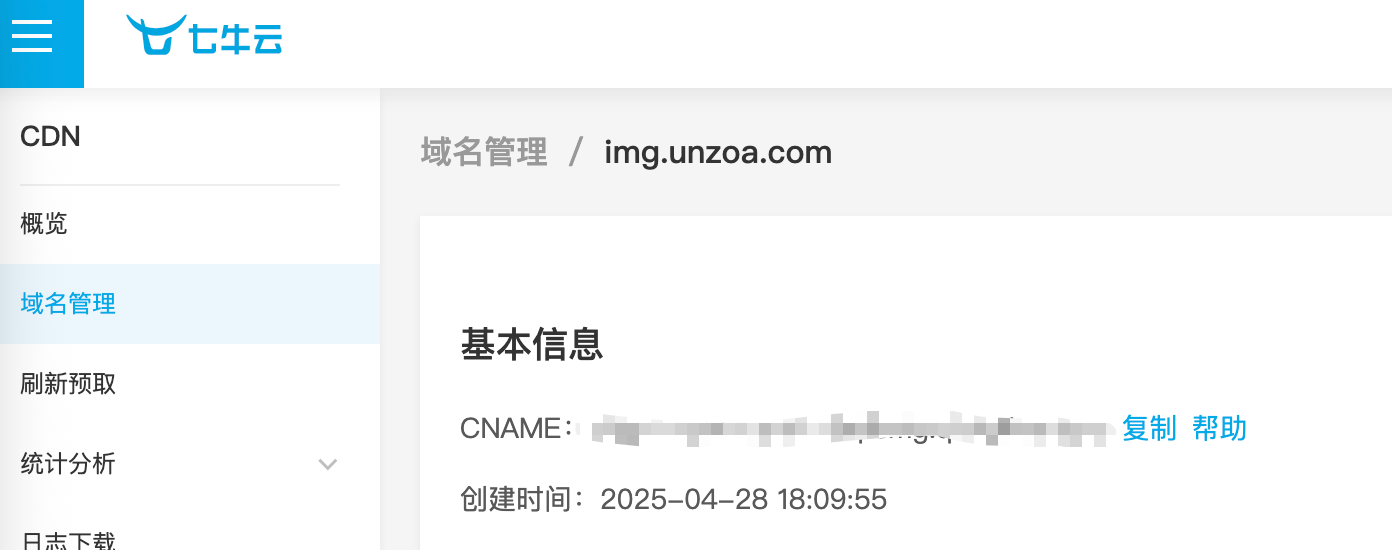 七牛云
CDN
概览
域名管理
刷新预取
统计分析
日志下载
域名管理 / img.unzoa.com
基本信息
CNAME： 复制 帮助
创建时间：2025-04-28 18:09:55